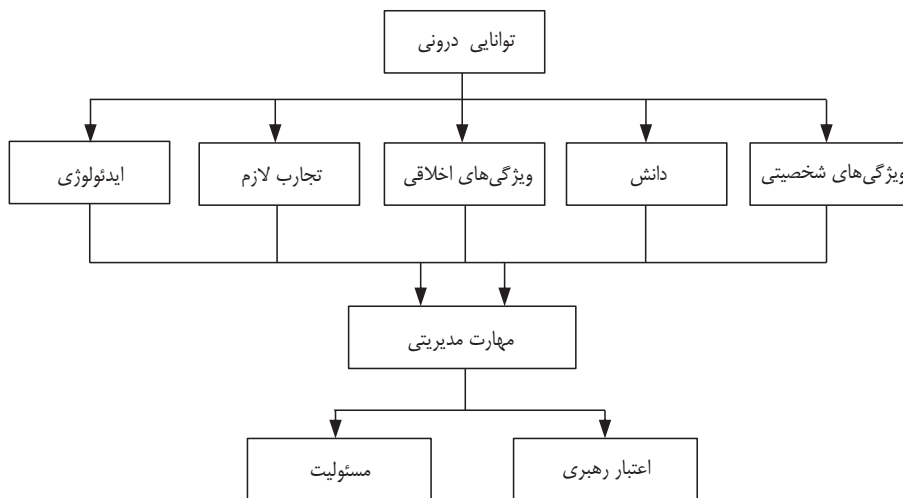 توانایی درونی
ویژگی‌های شخصیتی
دانش
ویژگی‌های اخلاقی
تجارب لازم
ایدئولوژی
مهارت مدیریتی
اعتبار رهبری
مسئولیت